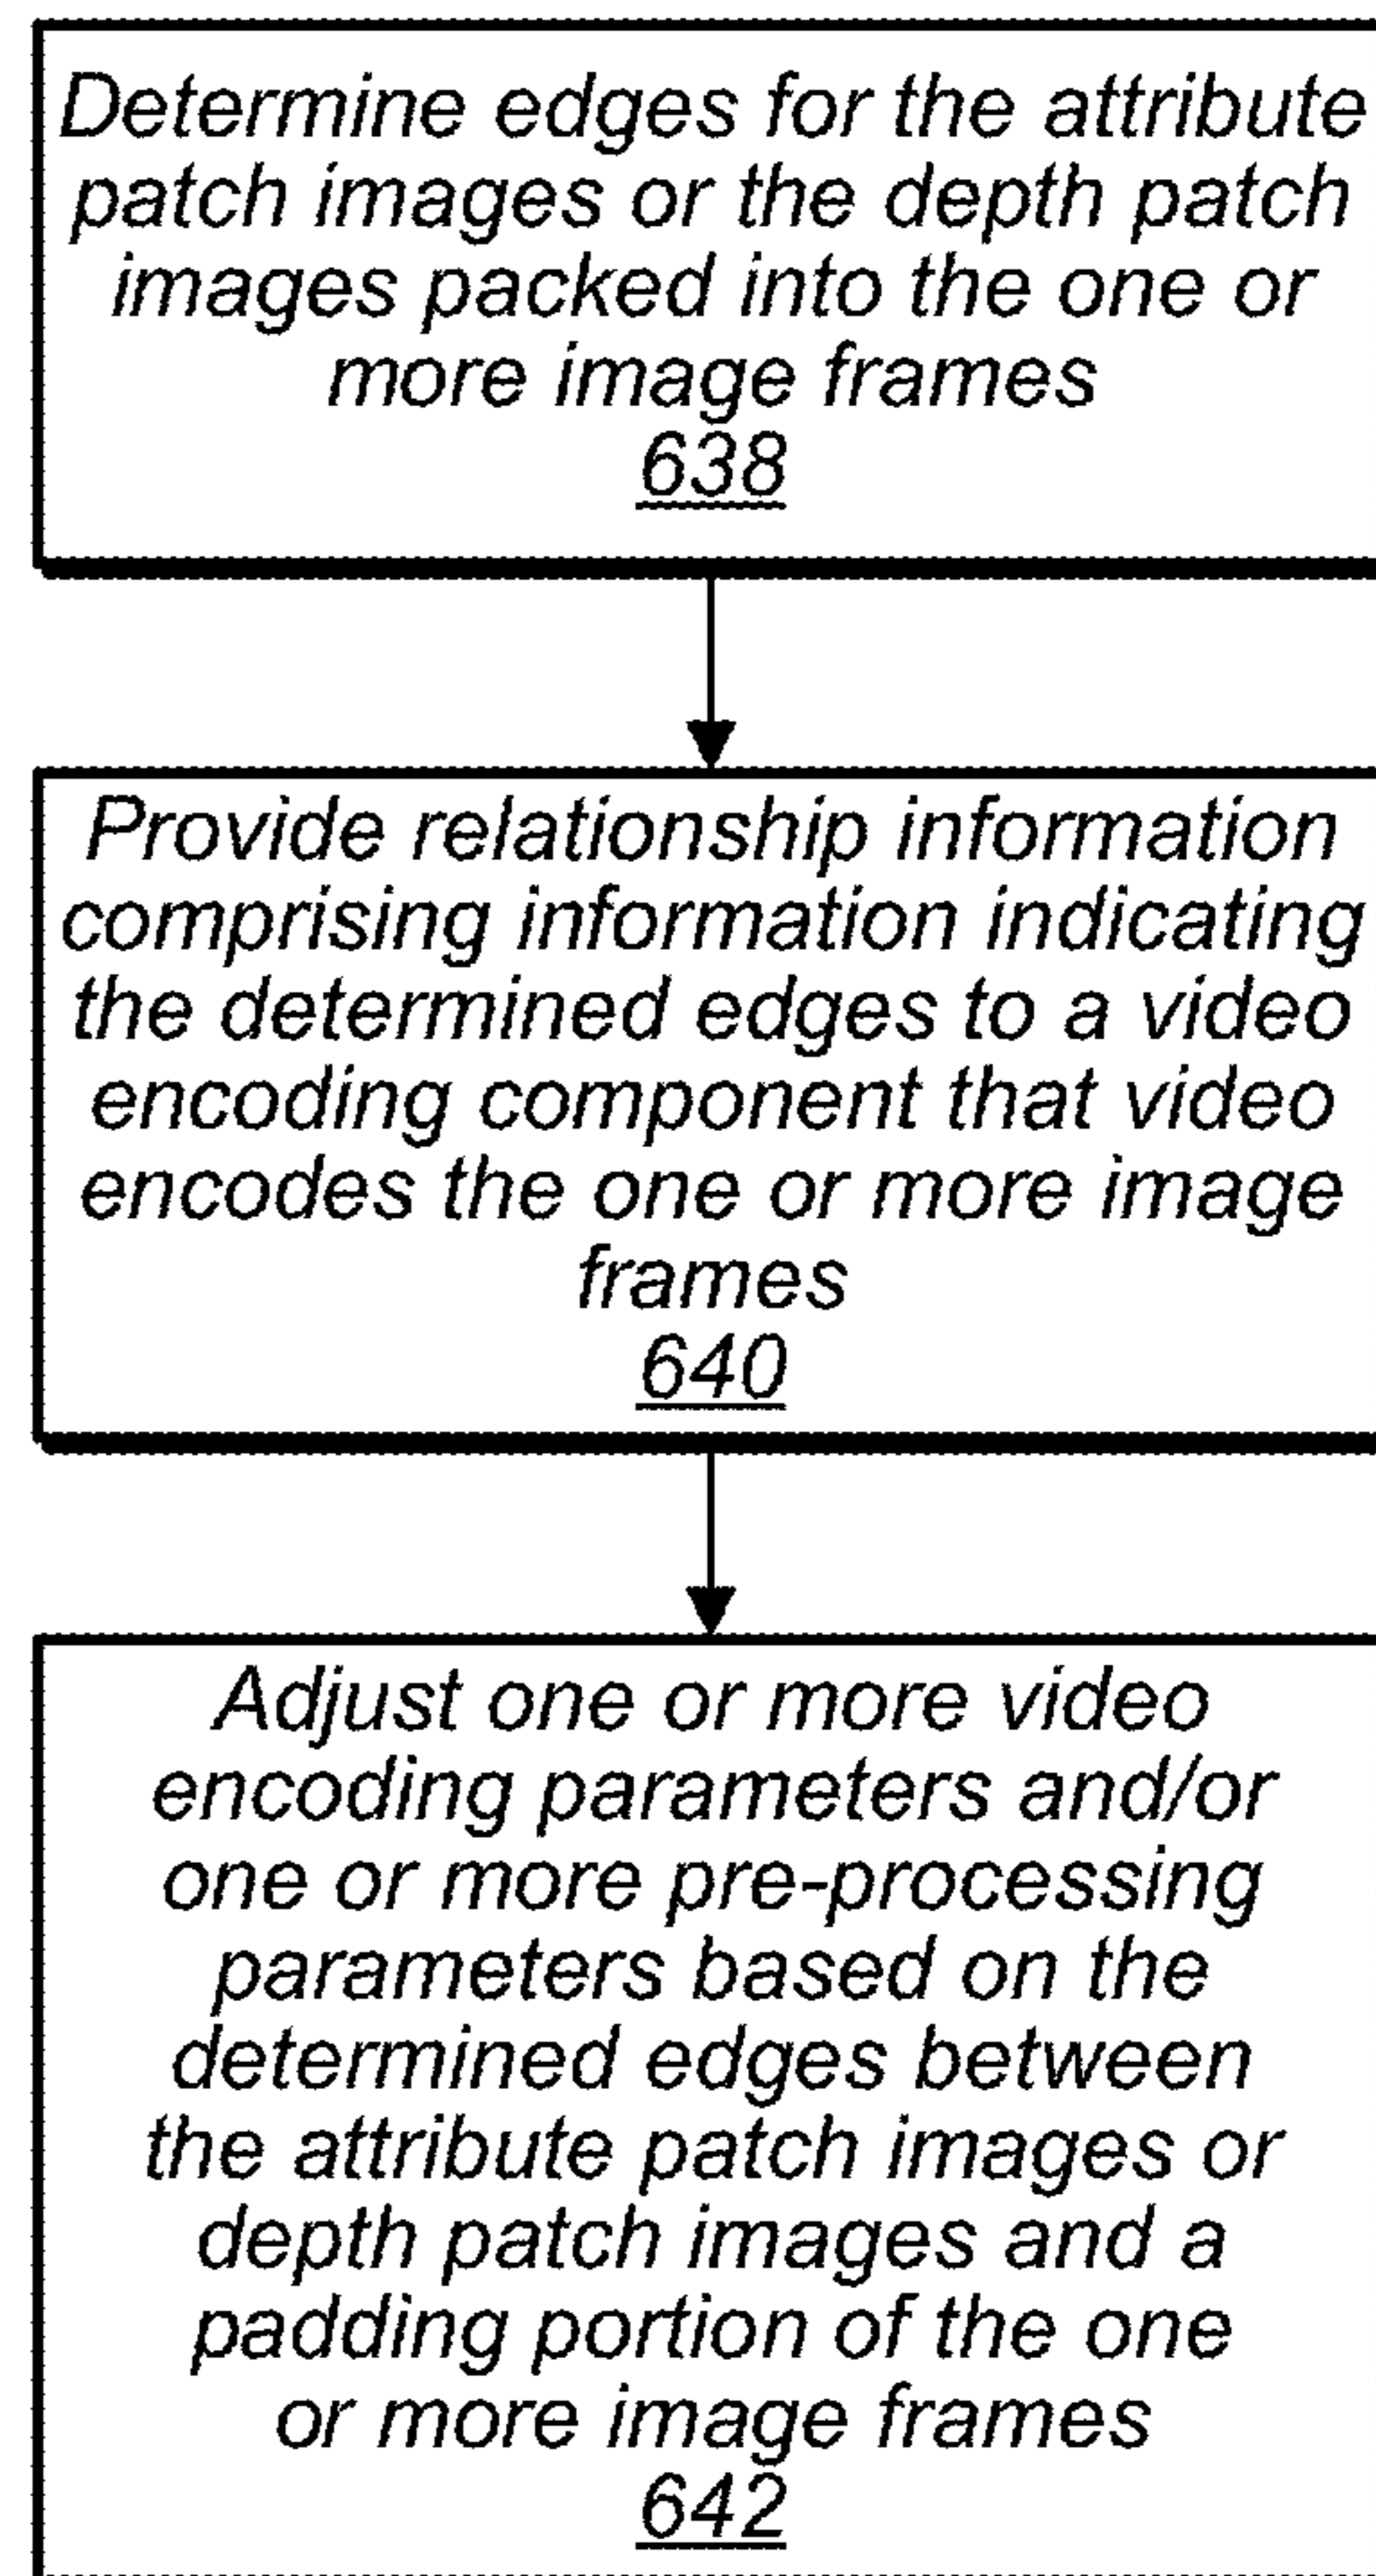 Determine edges for the attribute
patch images or the depth patch
images packed into the one or
more image frames
638
Provide relationship information
comprising information indicating
the determined edges to a video
encoding component that video
encodes the one or more image
frames
640
Adjust one or more video
encoding parameters and/or
one or more pre-processing
parameters based on the
determined edges between
the attribute patch images or
depth patch images and a
padding portion of the one
or more image frames
642